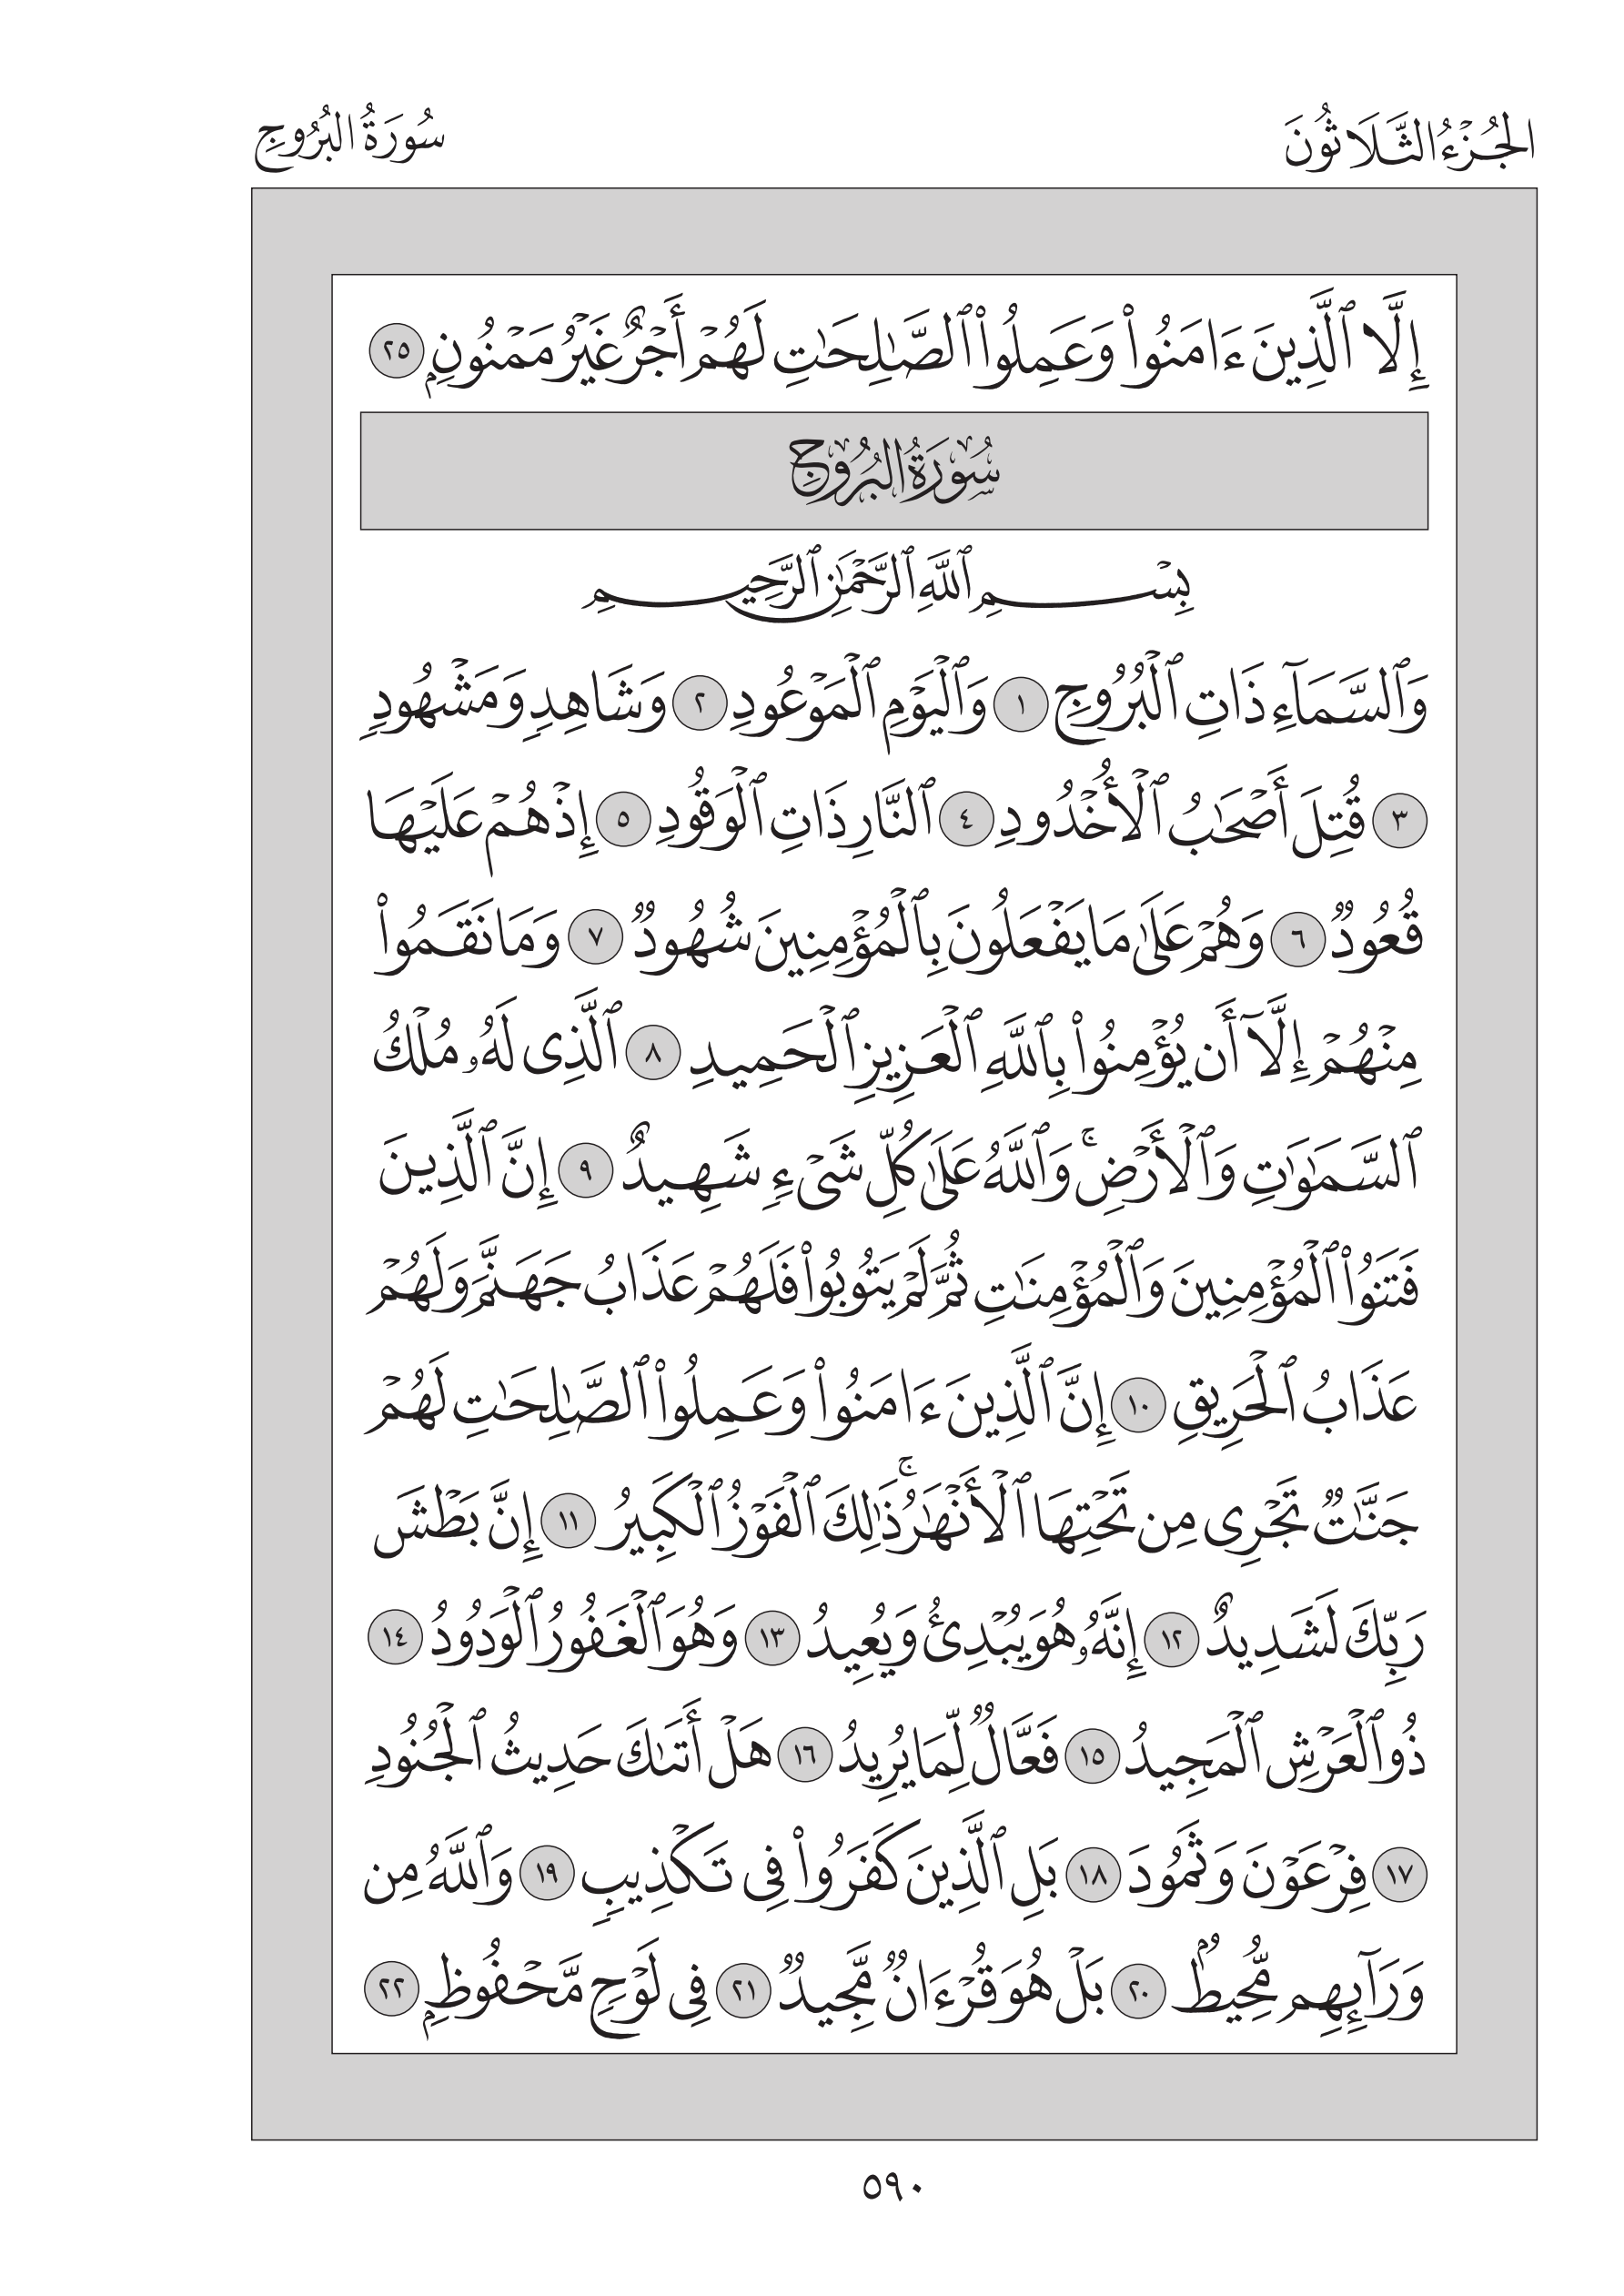 الجُزْءُ الثَّلَاثُونَ
سُورَةُ البُرُوجِ
إِلَّا ٱلَّذِينَ ءَامَنُوا۟ وَعَمِلُوا۟ ٱلصَّـٰلِحَـٰتِ لَهُمْ أَجْرٌ غَيْرُ مَمْنُونٍۭ ٢٥
سُورَةُ البُرُوجِ
بِسْمِ ٱللَّهِ ٱلرَّحْمَـٰنِ ٱلرَّحِيمِ
وَٱلسَّمَآءِ ذَاتِ ٱلْبُرُوجِ ١ وَٱلْيَوْمِ ٱلْمَوْعُودِ ٢ وَشَاهِدٍ وَمَشْهُودٍ
٣ قُتِلَ أَصْحَـٰبُ ٱلْأُخْدُودِ ٤ ٱلنَّارِ ذَاتِ ٱلْوَقُودِ ٥ إِذْ هُمْ عَلَيْهَا
قُعُودٌ ٦ وَهُمْ عَلَىٰ مَا يَفْعَلُونَ بِٱلْمُؤْمِنِينَ شُهُودٌ ٧ وَمَا نَقَمُوا۟
مِنْهُمْ إِلَّآ أَن يُؤْمِنُوا۟ بِٱللَّهِ ٱلْعَزِيزِ ٱلْحَمِيدِ ٨ ٱلَّذِى لَهُۥ مُلْكُ
ٱلسَّمَـٰوَٰتِ وَٱلْأَرْضِ ۚ وَٱللَّهُ عَلَىٰ كُلِّ شَىْءٍ شَهِيدٌ ٩ إِنَّ ٱلَّذِينَ
فَتَنُوا۟ ٱلْمُؤْمِنِينَ وَٱلْمُؤْمِنَـٰتِ ثُمَّ لَمْ يَتُوبُوا۟ فَلَهُمْ عَذَابُ جَهَنَّمَ وَلَهُمْ
عَذَابُ ٱلْحَرِيقِ ١٠ إِنَّ ٱلَّذِينَ ءَامَنُوا۟ وَعَمِلُوا۟ ٱلصَّـٰلِحَـٰتِ لَهُمْ
جَنَّـٰتٌ تَجْرِى مِن تَحْتِهَا ٱلْأَنْهَـٰرُ ۚ ذَٰلِكَ ٱلْفَوْزُ ٱلْكَبِيرُ ١١ إِنَّ بَطْشَ
رَبِّكَ لَشَدِيدٌ ١٢ إِنَّهُۥ هُوَ يُبْدِئُ وَيُعِيدُ ١٣ وَهُوَ ٱلْغَفُورُ ٱلْوَدُودُ ١٤
ذُو ٱلْعَرْشِ ٱلْمَجِيدُ ١٥ فَعَّالٌ لِّمَا يُرِيدُ ١٦ هَلْ أَتَىٰكَ حَدِيثُ ٱلْجُنُودِ
١٧ فِرْعَوْنَ وَثَمُودَ ١٨ بَلِ ٱلَّذِينَ كَفَرُوا۟ فِى تَكْذِيبٍ ١٩ وَٱللَّهُ مِن
وَرَآئِهِم مُّحِيطٌۢ ٢٠ بَلْ هُوَ قُرْءَانٌ مَّجِيدٌ ٢١ فِى لَوْحٍ مَّحْفُوظٍۭ ٢٢
٥٩٠